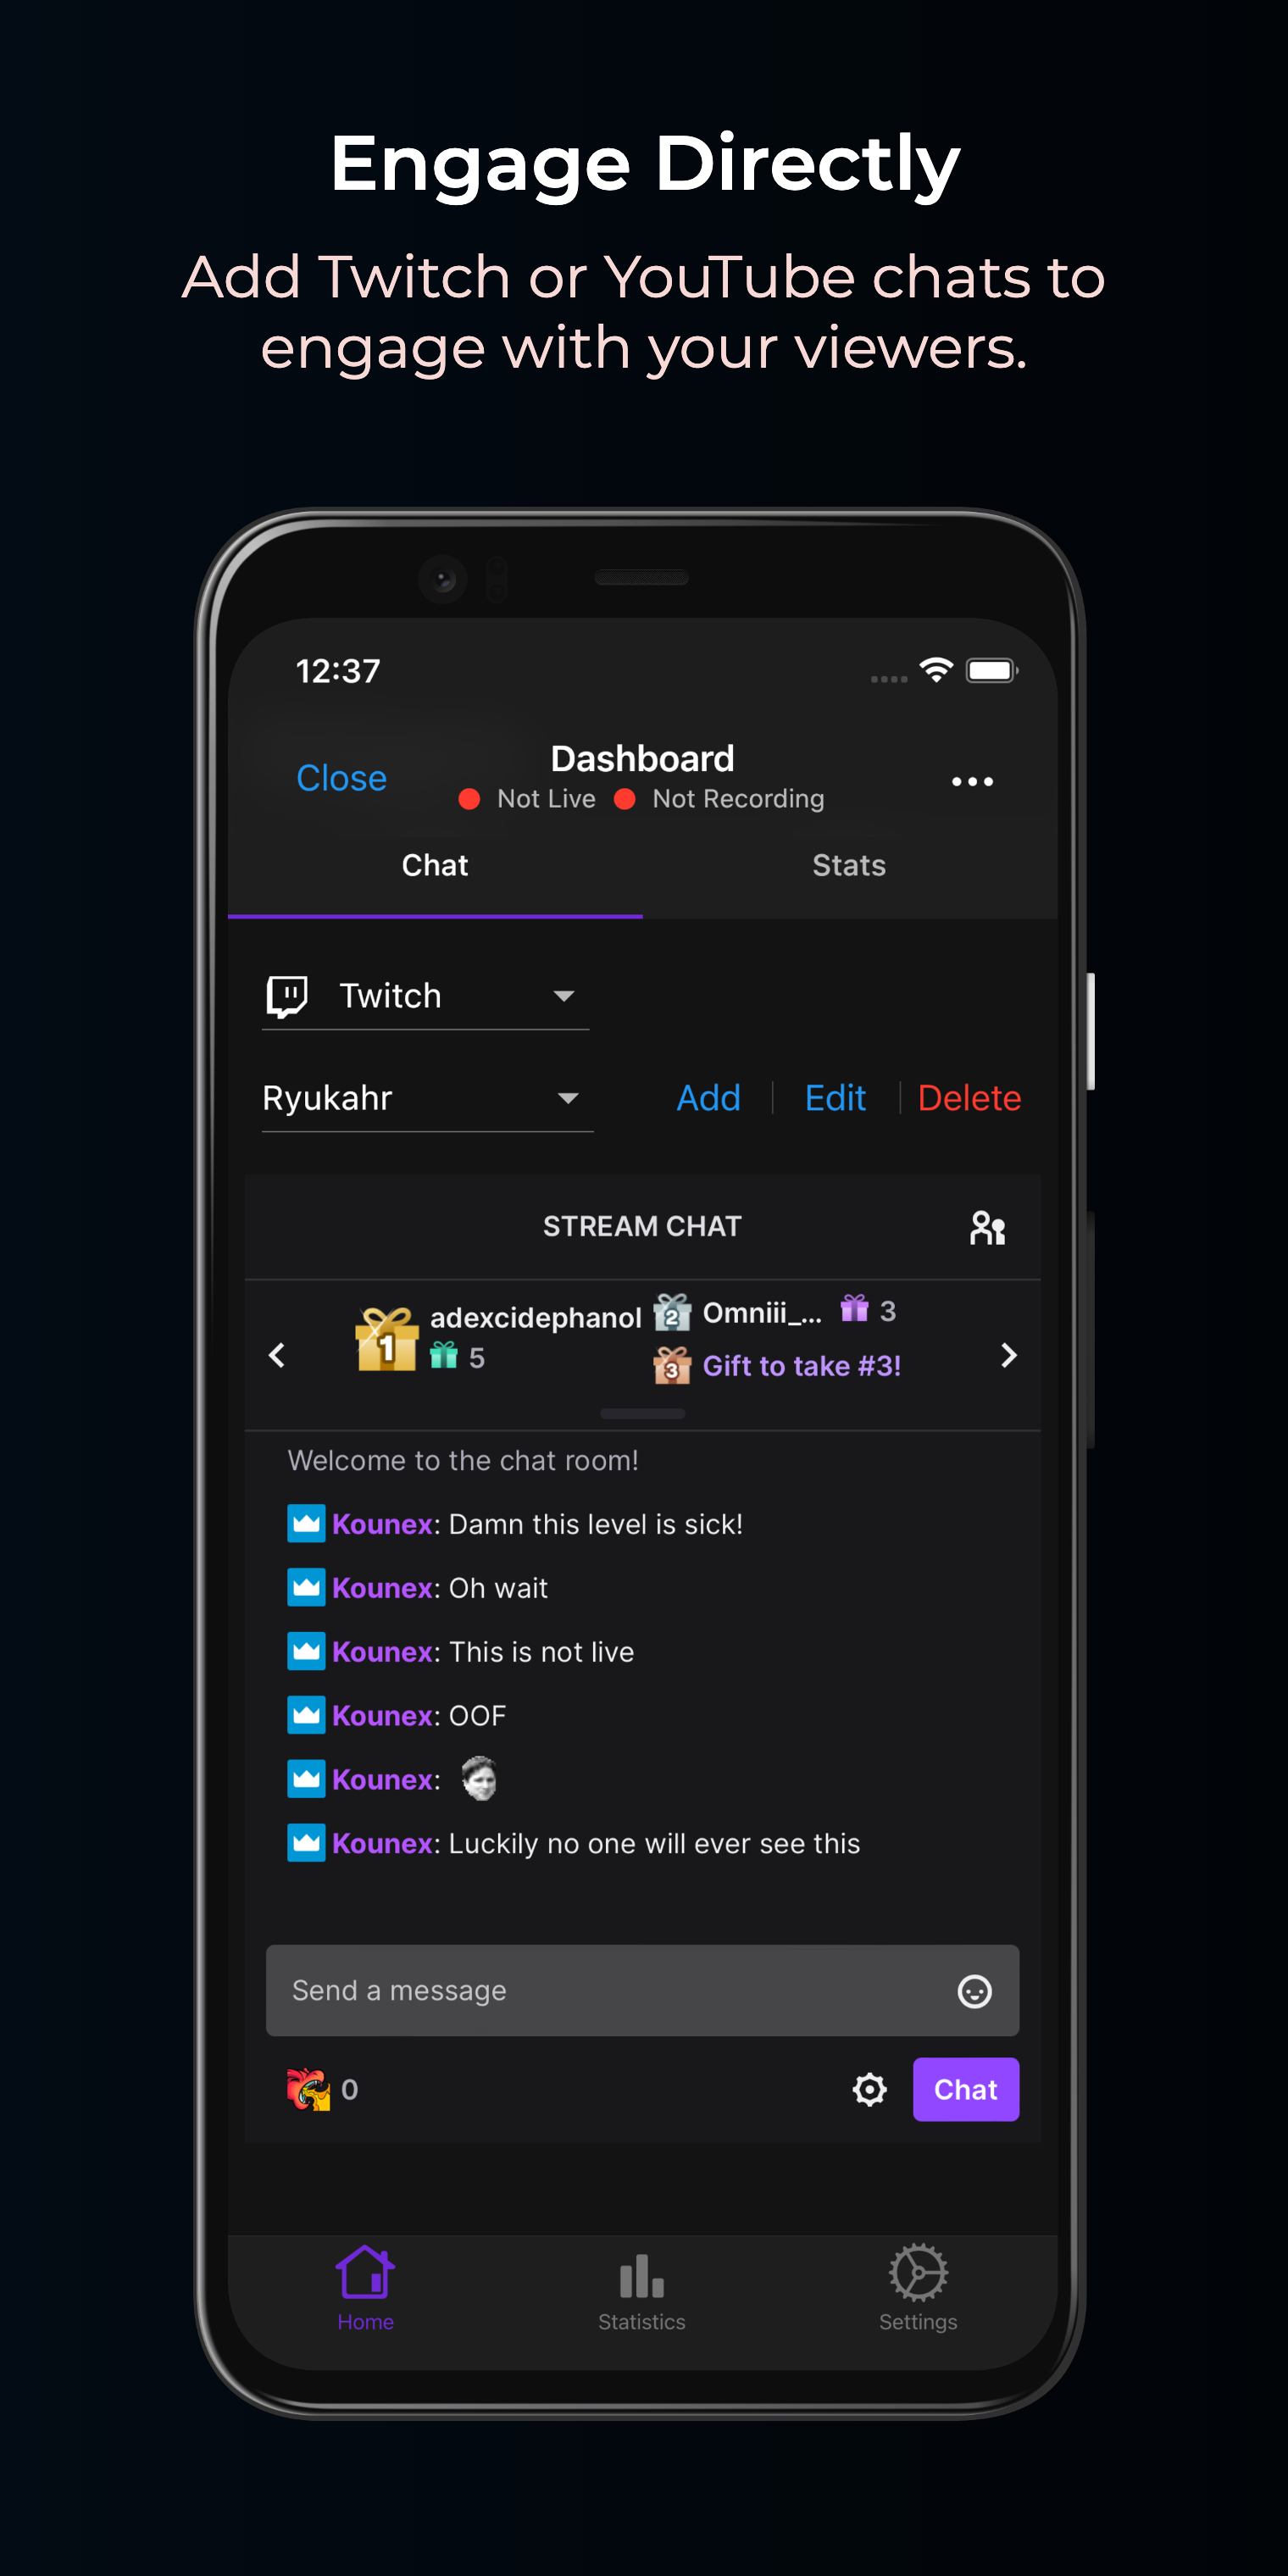 Engage Directly
Add Twitch or YouTube chats to
engage with your viewers.
12:37
Close
Dashboard
Not Live Not Recording
Chat Stats
Twitch
Ryukahr Add Edit Delete
STREAM CHAT
1 adexcidephanol 2 Omniii_... 3
5 3 Gift to take #3!
Welcome to the chat room!
Kounex: Damn this level is sick!
Kounex: Oh wait
Kounex: This is not live
Kounex: OOF
Kounex:
Kounex: Luckily no one will ever see this
Send a message
0 Chat
Home Statistics Settings